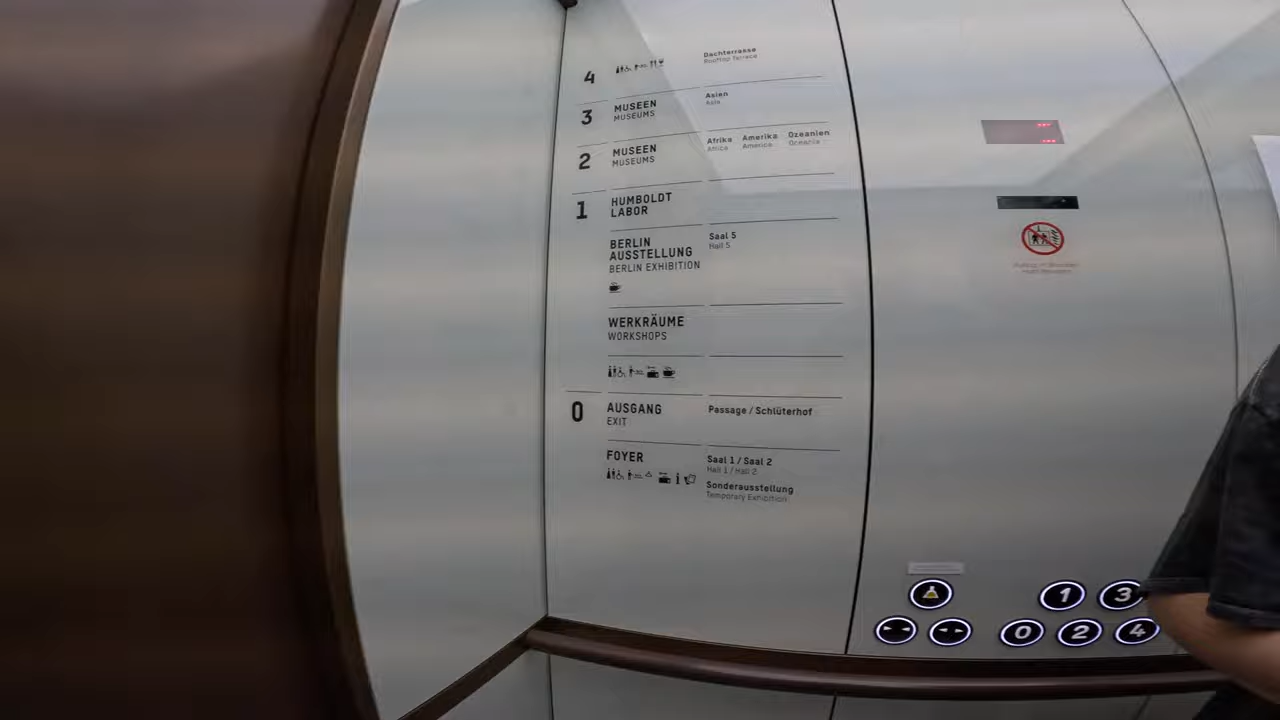 4
Dachterrasse
Rooftop Terrace
3
MUSEEN
MUSEUMS
Asien
Asia
2
MUSEEN
MUSEUMS
Afrika Amerika Ozeanien
Africa America Oceania
1
HUMBOLDT
LABOR
BERLIN
AUSSTELLUNG
BERLIN EXHIBITION
Saal 5
Hall 5
WERKRÄUME
WORKSHOPS
0
AUSGANG
EXIT
Passage / Schlüterhof
FOYER
Saal 1 / Saal 2
Hall 1 / Hall 2
Sonderausstellung
Temporary Exhibition
1 3
0 2 4